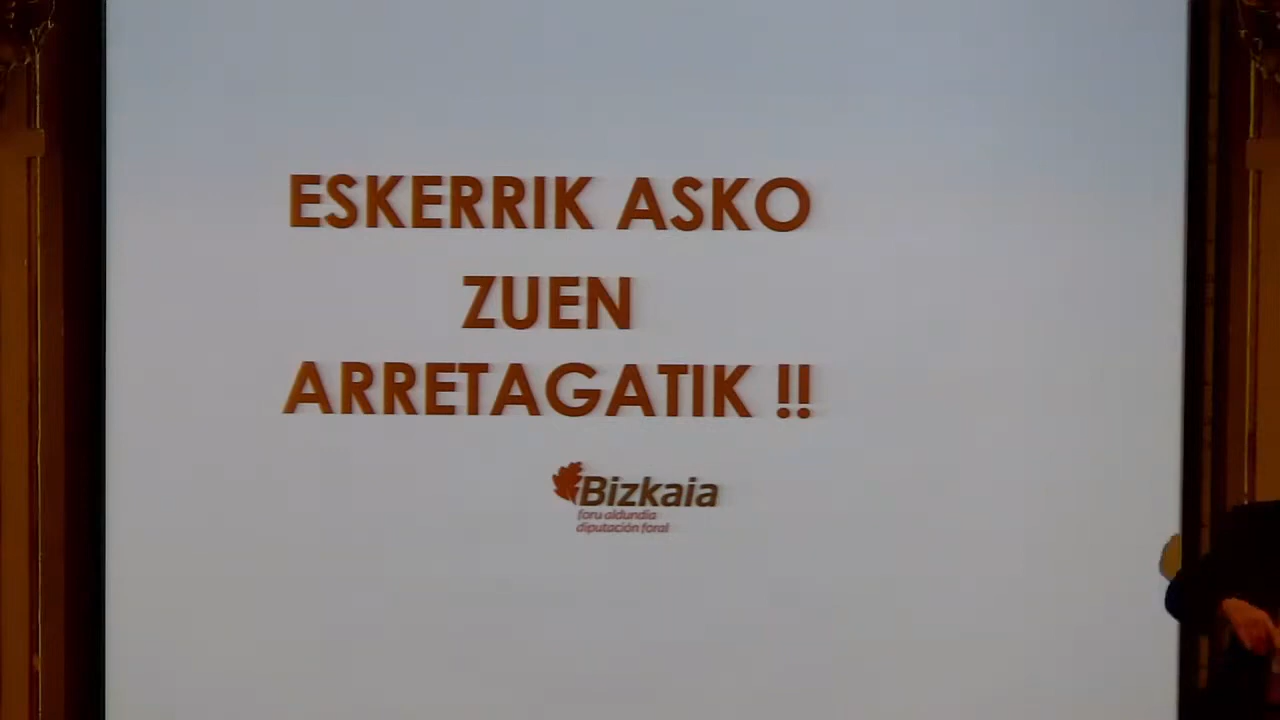 ESKERRIK ASKO
ZUEN
ARRETAGATIK !!
Bizkaia
foru aldundia
diputación foral